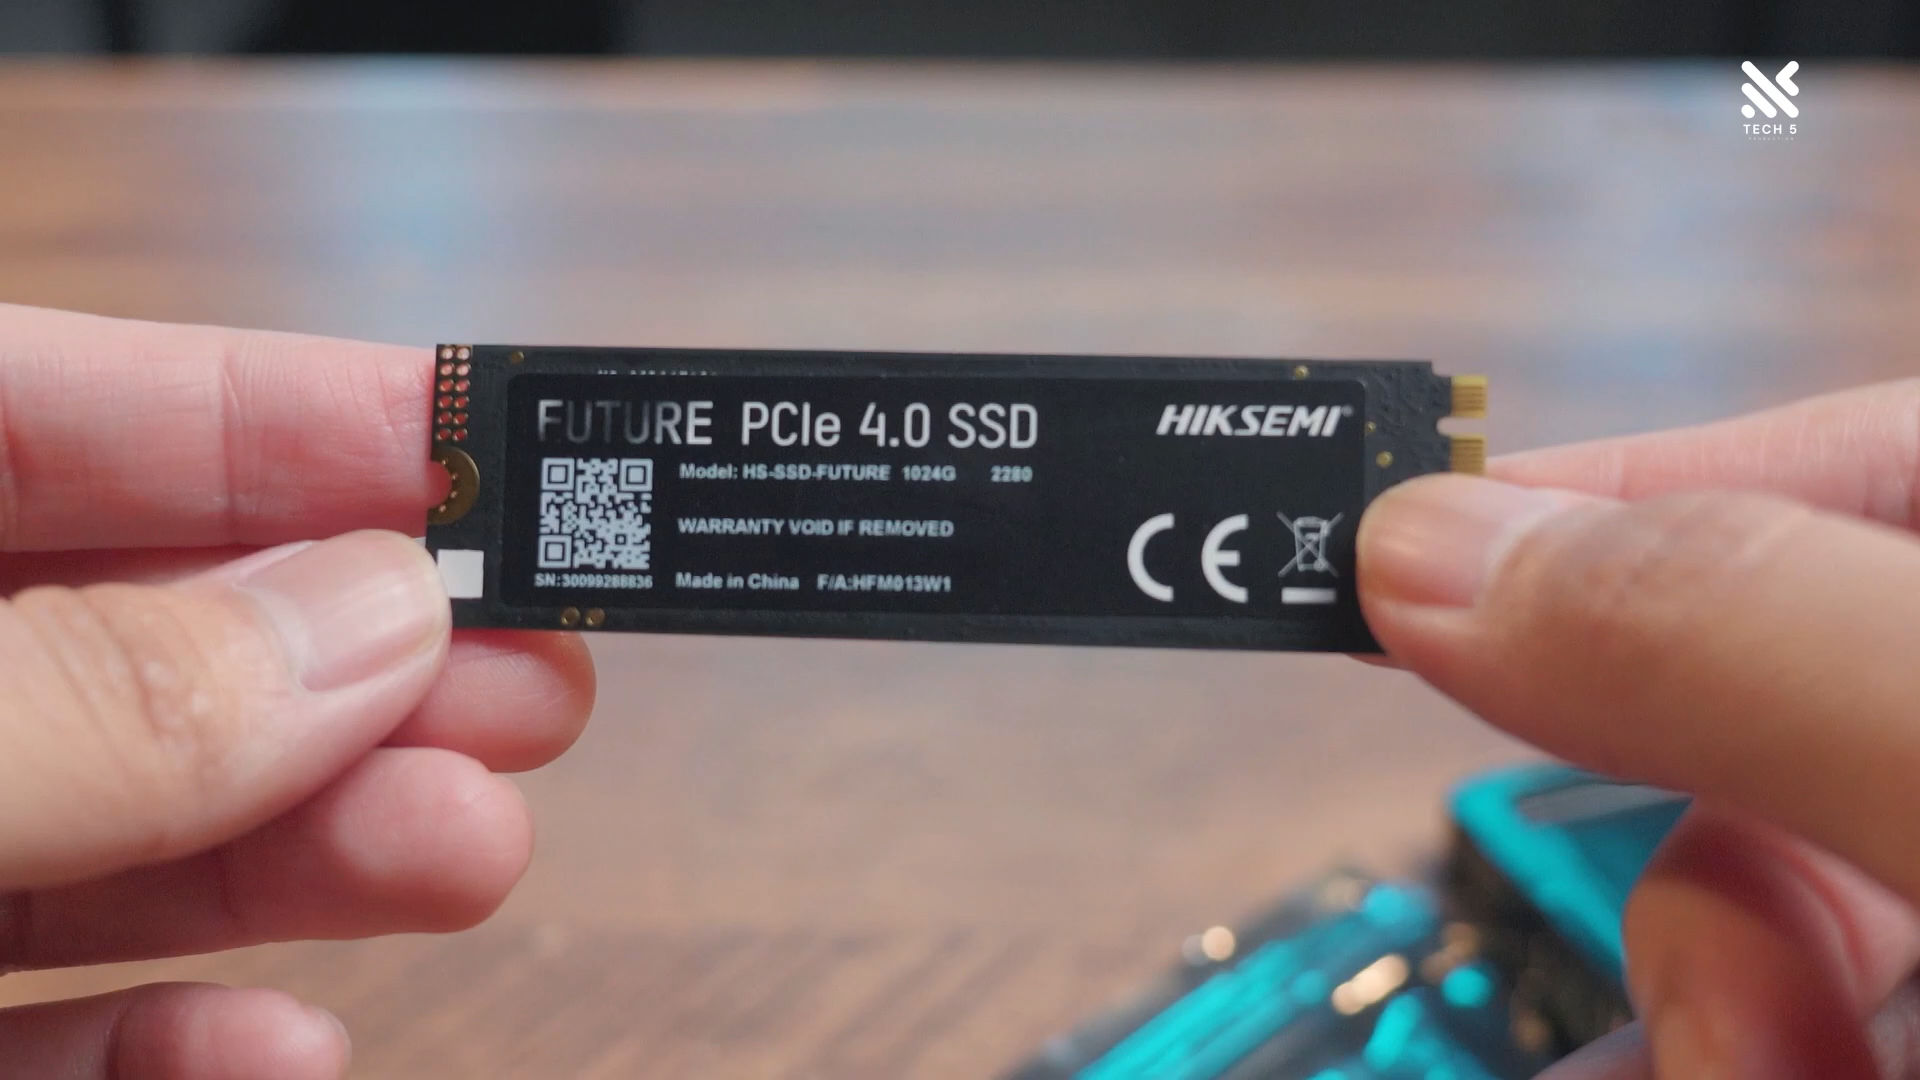 TECH 5
FUTURE PCIe 4.0 SSD
HIKSEMI®
Model: HS-SSD-FUTURE 1024G 2280
WARRANTY VOID IF REMOVED
SN:30099288836
Made in China F/A:HFM013W1
CE